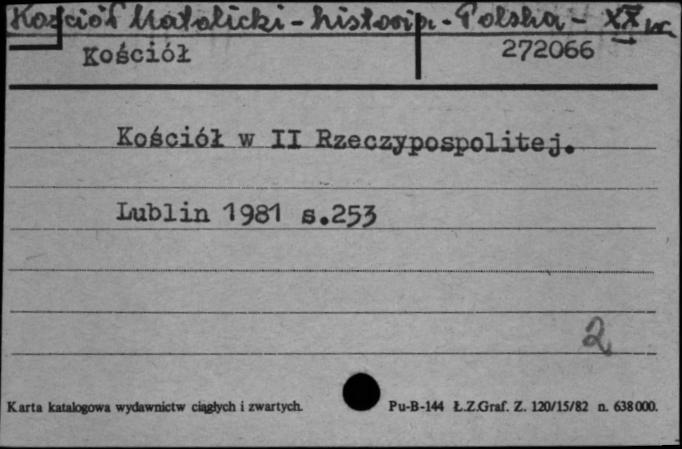 Kościół Katolicki - historia - Polska - XX w.
Kościół 272066
Kościół w II Rzeczypospolitej.
Lublin 1981 s.253
2
Karta katalogowa wydawnictw ciągłych i zwartych. Pu-B-144 Ł.Z.Graf. Z. 120/15/82 n. 638000.